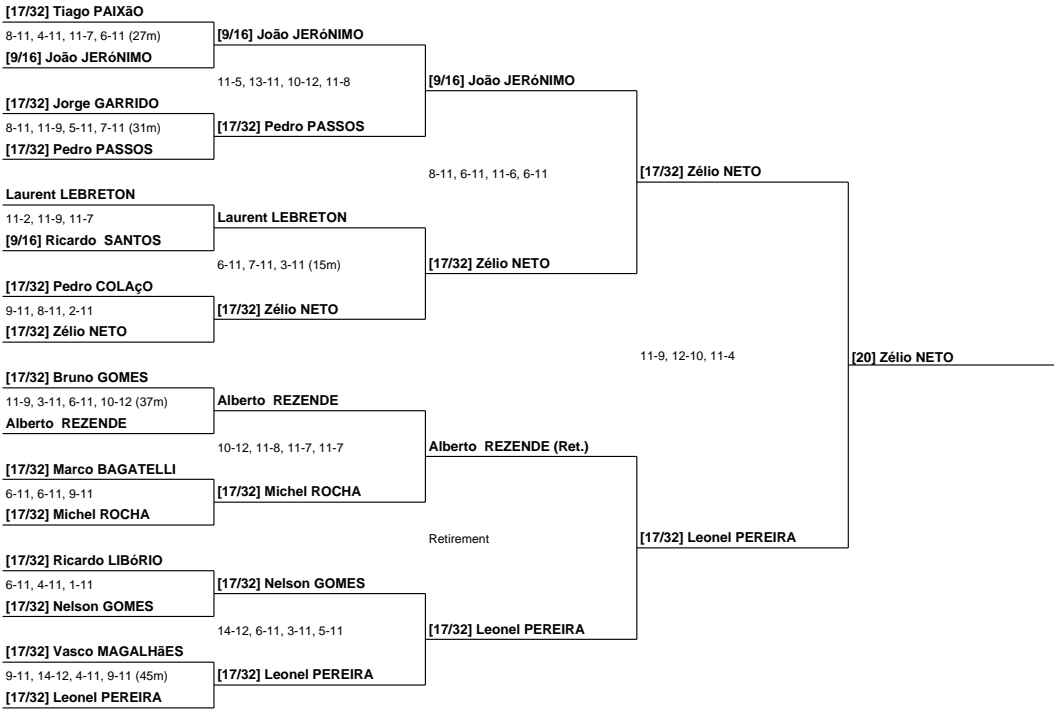 [17/32] Tiago PAIXãO
8-11, 4-11, 11-7, 6-11 (27m)
[9/16] João JERóNIMO
[9/16] João JERóNIMO
11-5, 13-11, 10-12, 11-8
[17/32] Jorge GARRIDO
8-11, 11-9, 5-11, 7-11 (31m)
[17/32] Pedro PASSOS
[17/32] Pedro PASSOS
[9/16] João JERóNIMO
8-11, 6-11, 11-6, 6-11
Laurent LEBRETON
11-2, 11-9, 11-7
[9/16] Ricardo  SANTOS
Laurent LEBRETON
6-11, 7-11, 3-11 (15m)
[17/32] Pedro COLAçO
9-11, 8-11, 2-11
[17/32] Zélio NETO
[17/32] Zélio NETO
[17/32] Zélio NETO
[17/32] Zélio NETO
11-9, 12-10, 11-4
[20] Zélio NETO
[17/32] Bruno GOMES
11-9, 3-11, 6-11, 10-12 (37m)
Alberto  REZENDE
Alberto  REZENDE
10-12, 11-8, 11-7, 11-7
[17/32] Marco BAGATELLI
6-11, 6-11, 9-11
[17/32] Michel ROCHA
[17/32] Michel ROCHA
Alberto  REZENDE (Ret.)
Retirement
[17/32] Leonel PEREIRA
[17/32] Ricardo LIBóRIO
6-11, 4-11, 1-11
[17/32] Nelson GOMES
[17/32] Nelson GOMES
14-12, 6-11, 3-11, 5-11
[17/32] Leonel PEREIRA
[17/32] Vasco MAGALHãES
9-11, 14-12, 4-11, 9-11 (45m)
[17/32] Leonel PEREIRA
[17/32] Leonel PEREIRA